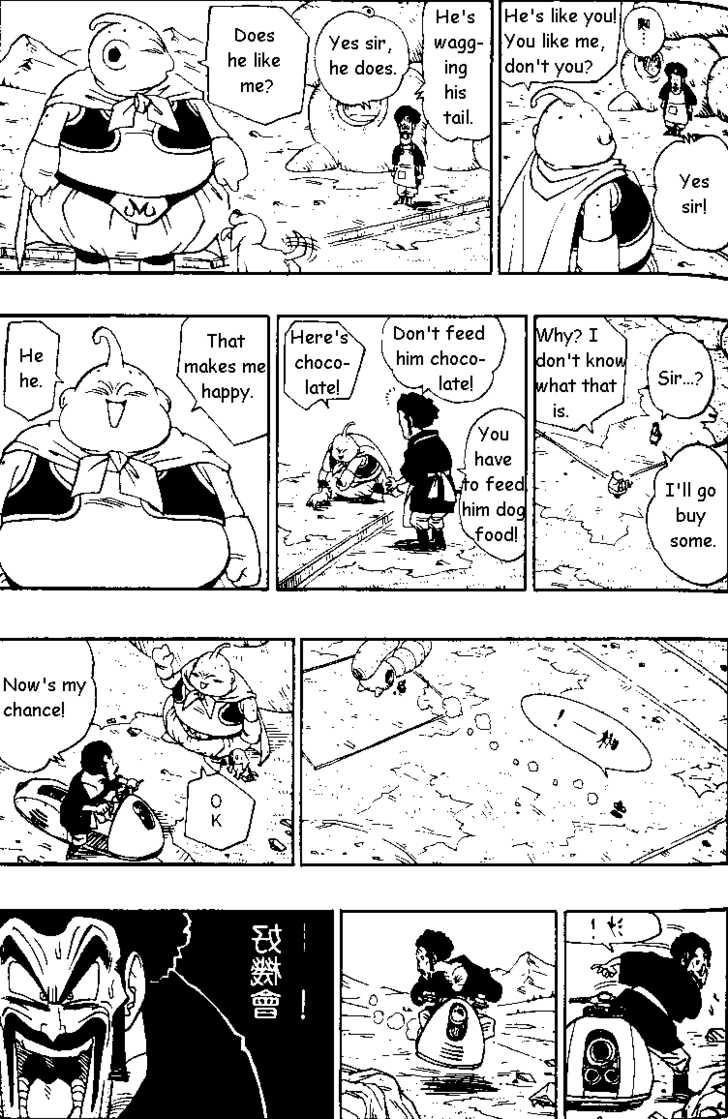 Does
he like
me?
Yes sir,
he does.
He's
wagg-
ing
his
tail.
He's like you!
You like me,
don't you?
Yes
sir!
He
he.
That
makes me
happy.
Here's
choco-
late!
Don't feed
him choco-
late!
You
have
to feed
him dog
food!
Why? I
don't know
what that
is.
Sir...?
I'll go
buy
some.
Now's my
chance!
O
K
好機會